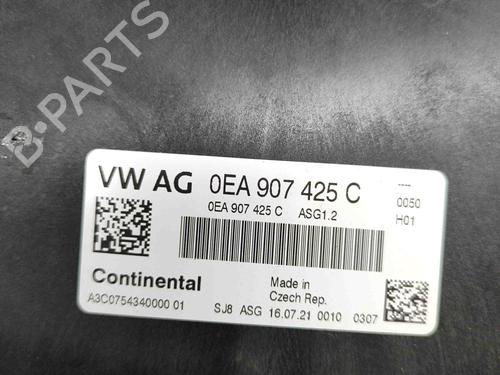 B-PARTS
VW AG 0EA 907 425 C
0EA 907 425 C ASG1.2
----
0050
H01
Continental
Made in
Czech Rep.
A3C0754340000 01
SJ8 ASG 16.07.21 0010 0307